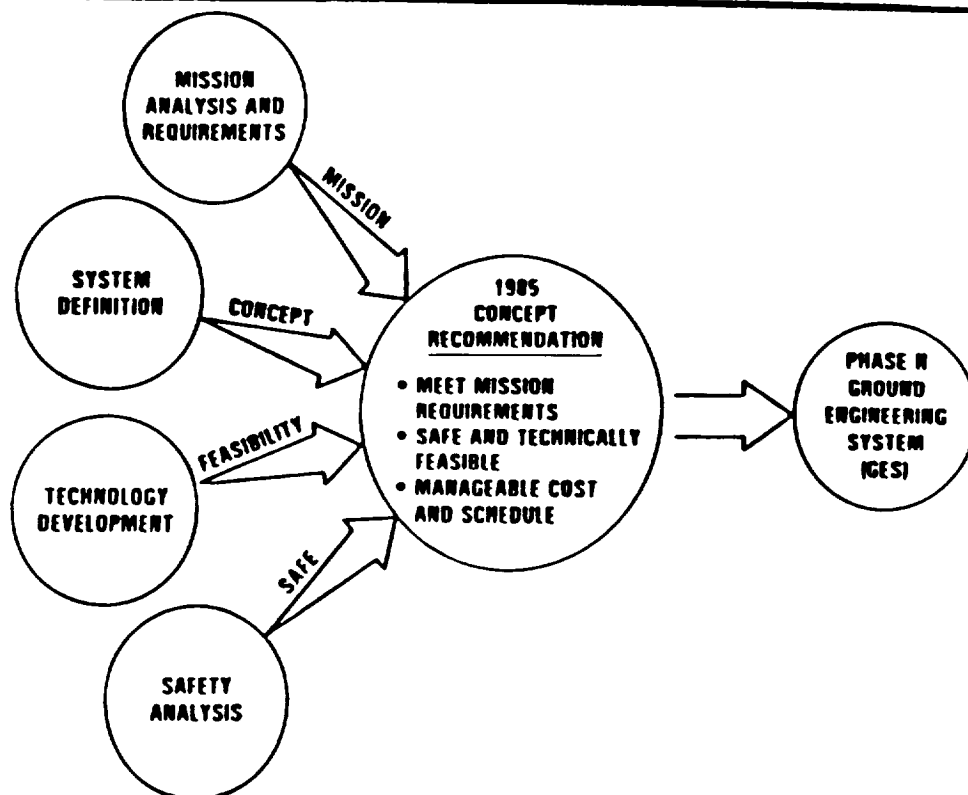 MISSION
ANALYSIS AND
REQUIREMENTS
MISSION
SYSTEM
DEFINITION
CONCEPT
TECHNOLOGY
DEVELOPMENT
FEASIBILITY
SAFETY
ANALYSIS
SAFE
1985
CONCEPT
RECOMMENDATION
• MEET MISSION
REQUIREMENTS
• SAFE AND TECHNICALLY
FEASIBLE
• MANAGEABLE COST
AND SCHEDULE
PHASE II
GROUND
ENGINEERING
SYSTEM
(GES)